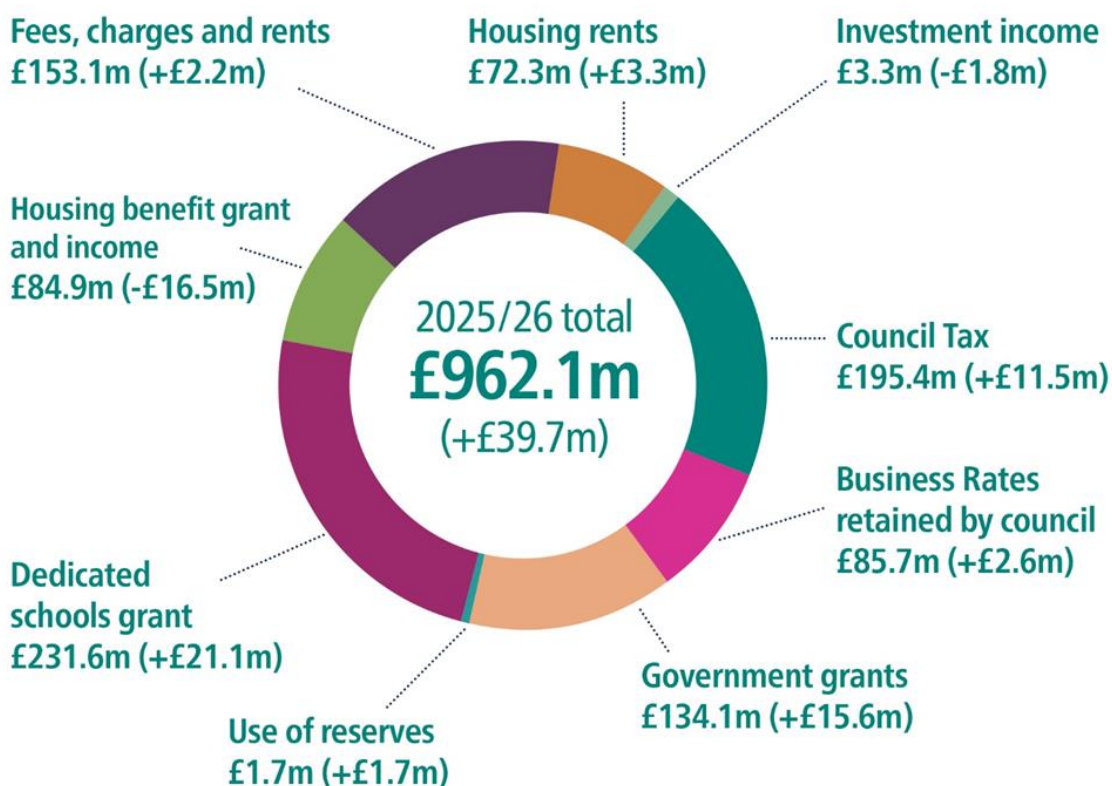 Fees, charges and rents
£153.1m (+£2.2m)
Housing rents
£72.3m (+£3.3m)
Investment income
£3.3m (-£1.8m)
Housing benefit grant
and income
£84.9m (-£16.5m)
2025/26 total
£962.1m
(+£39.7m)
Council Tax
£195.4m (+£11.5m)
Business Rates
retained by council
£85.7m (+£2.6m)
Dedicated
schools grant
£231.6m (+£21.1m)
Government grants
£134.1m (+£15.6m)
Use of reserves
£1.7m (+£1.7m)